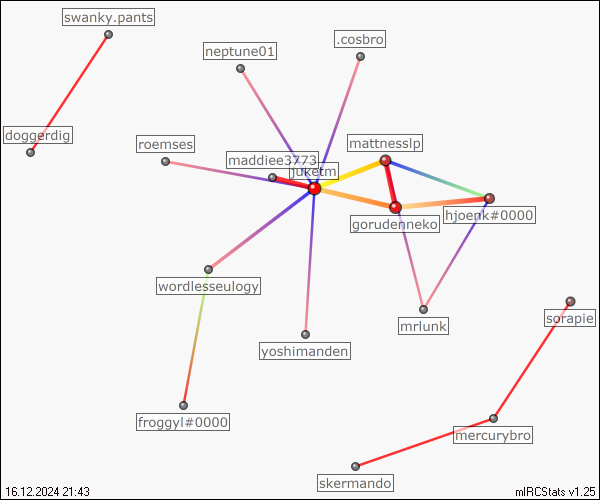 swanky.pants
.cosbro
neptune01
doggerdig
roemses
mattnesslp
maddiee3773
juketm
hjoenk#0000
gorudenneko
wordlesseulogy
sorapie
mrlunk
yoshimanden
froggyl#0000
mercurybro
skermando
16.12.2024 21:43
mIRCStats v1.25